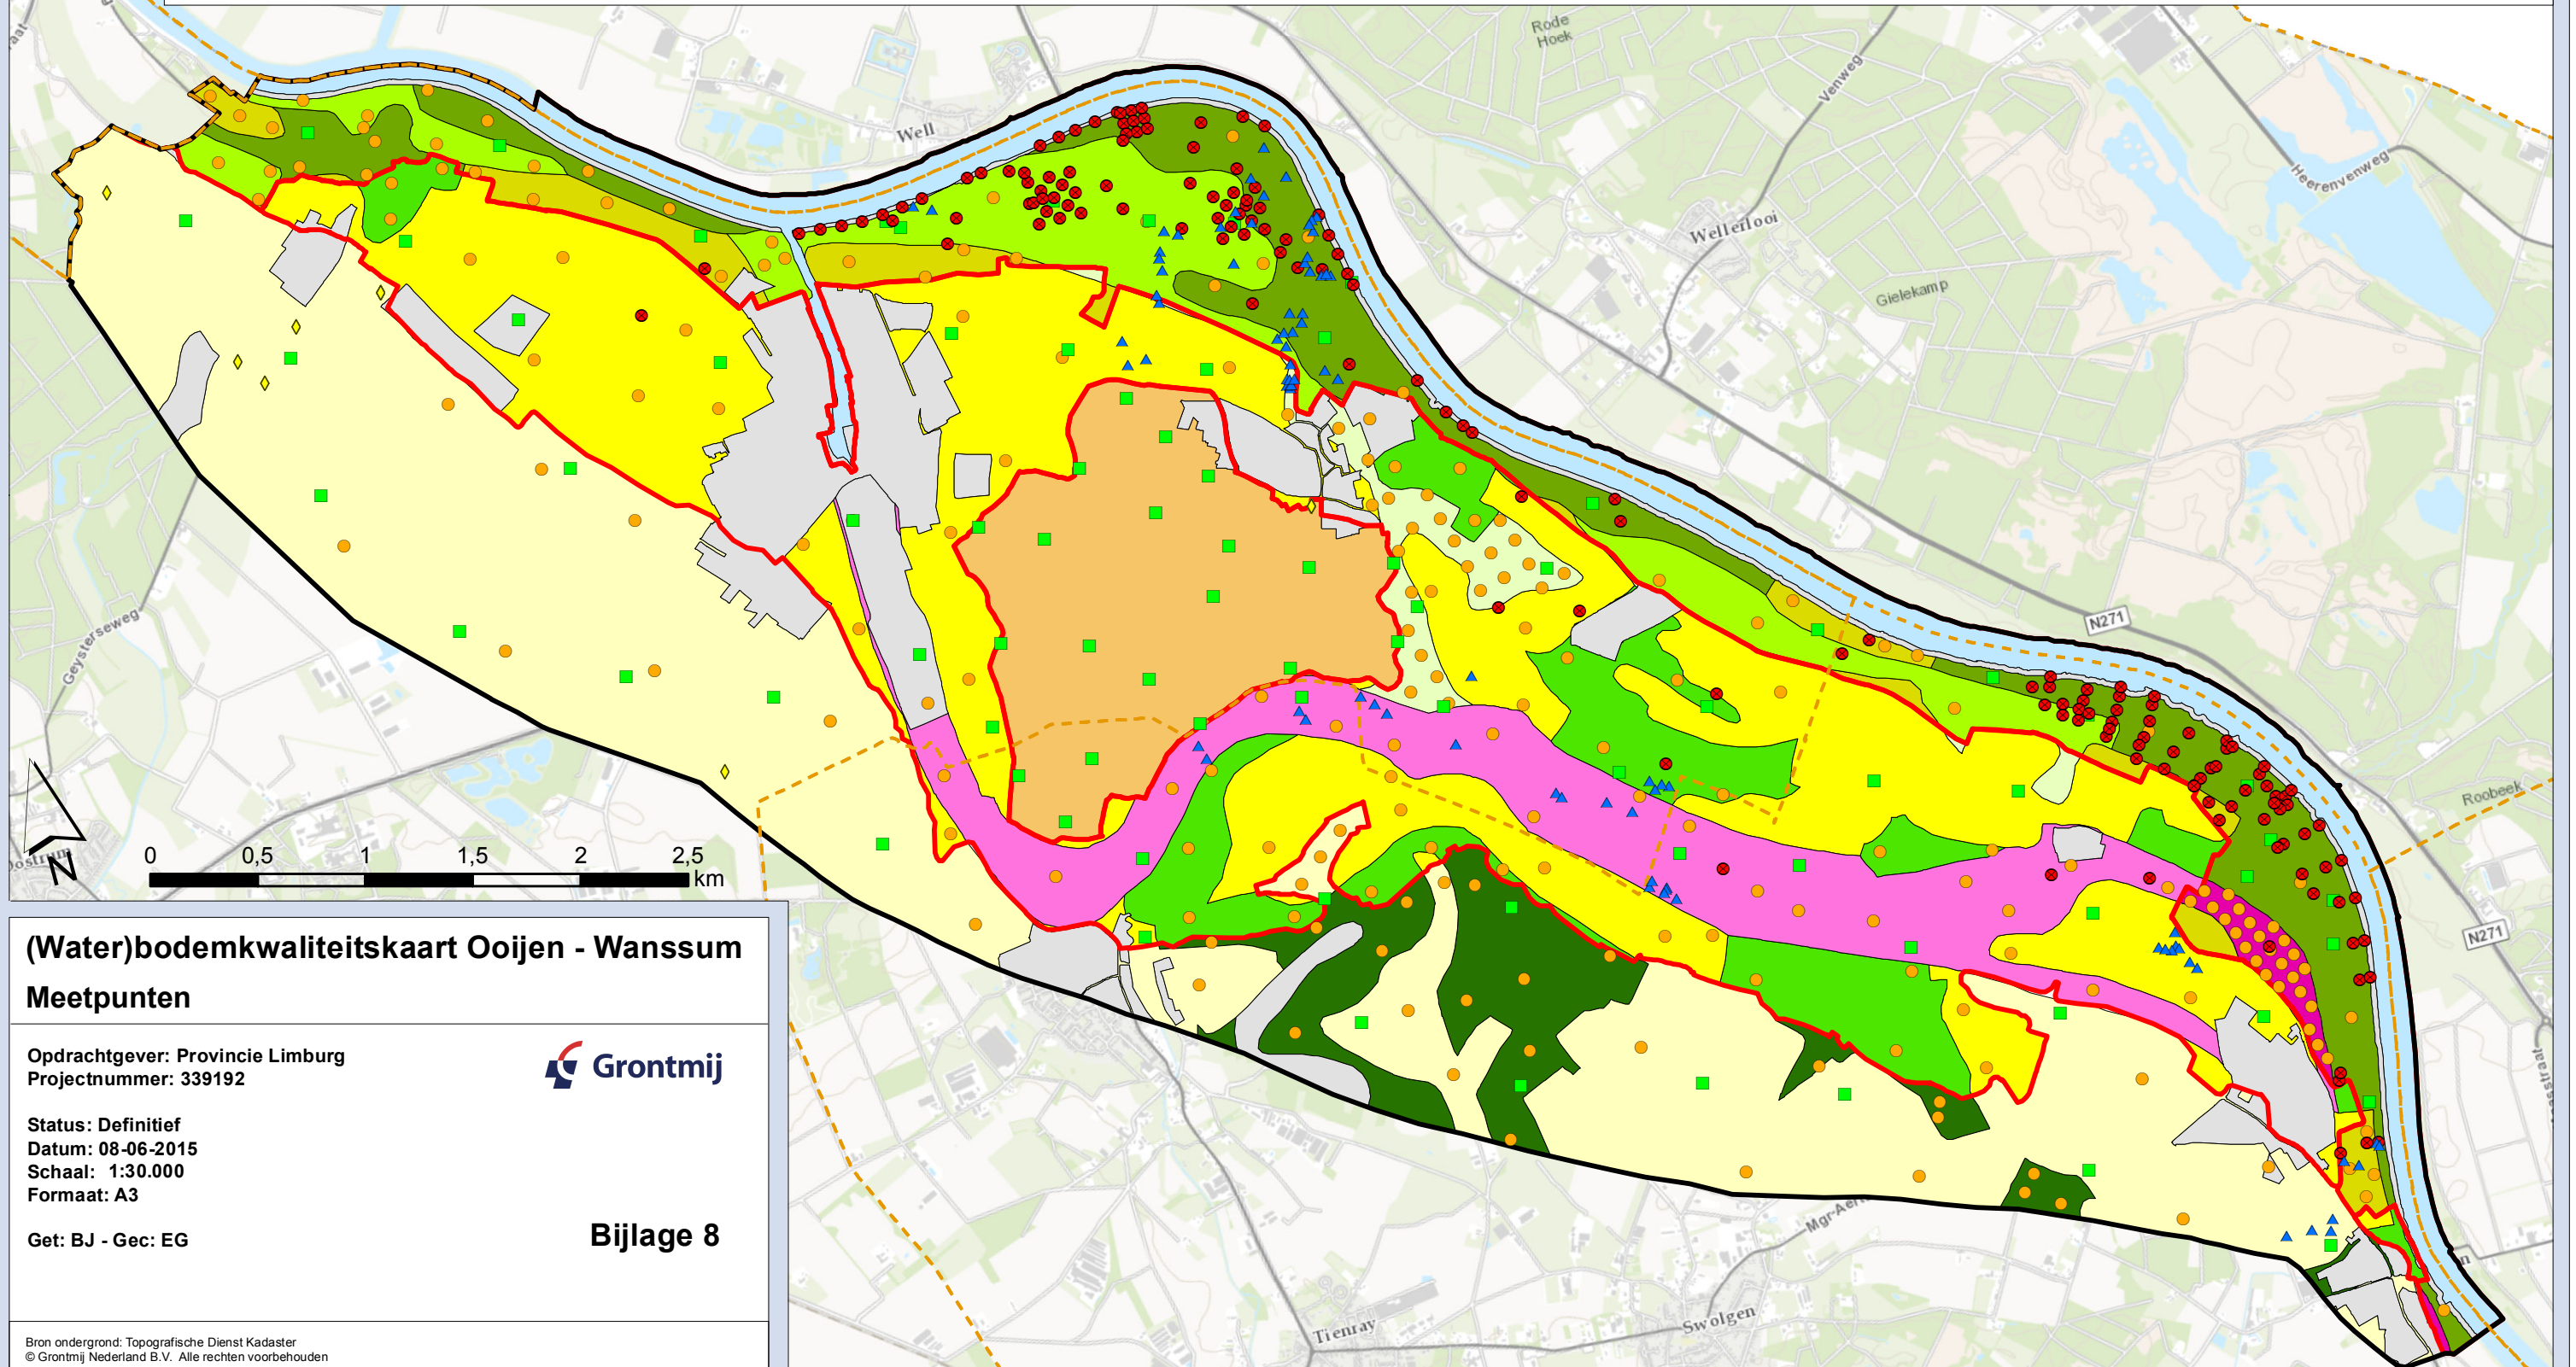 Rode
Hoek
Venweg
Well
Heerenvenweg
Wellerlooi
Gielekamp
N271
Geijsterseweg
Roobeek
Oostrum
N
0 0,5 1 1,5 2 2,5
km
N271
(Water)bodemkwaliteitskaart Ooijen - Wanssum
Meetpunten
Opdrachtgever: Provincie Limburg
Projectnummer: 339192
Grontmij
Status: Definitief
Datum: 08-06-2015
Schaal: 1:30.000
Formaat: A3
Get: BJ - Gec: EG
Bijlage 8
Tienray
Swolgen
Bron ondergrond: Topografische Dienst Kadaster
© Grontmij Nederland B.V. Alle rechten voorbehouden